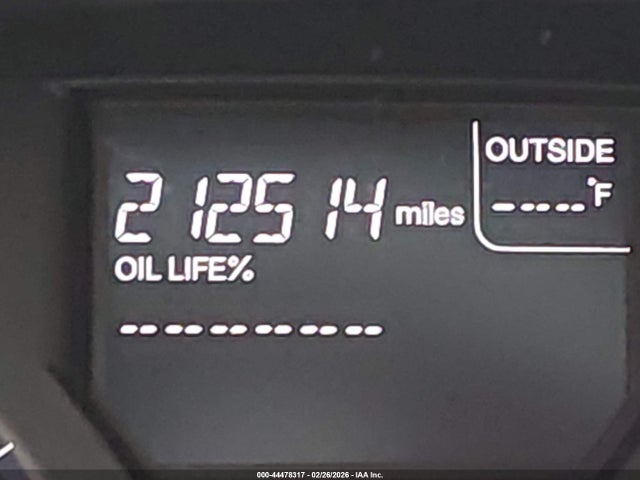 OUTSIDE
----°F
212514 miles
OIL LIFE%
------
000-44478317 - 02/26/2026 - IAA Inc.